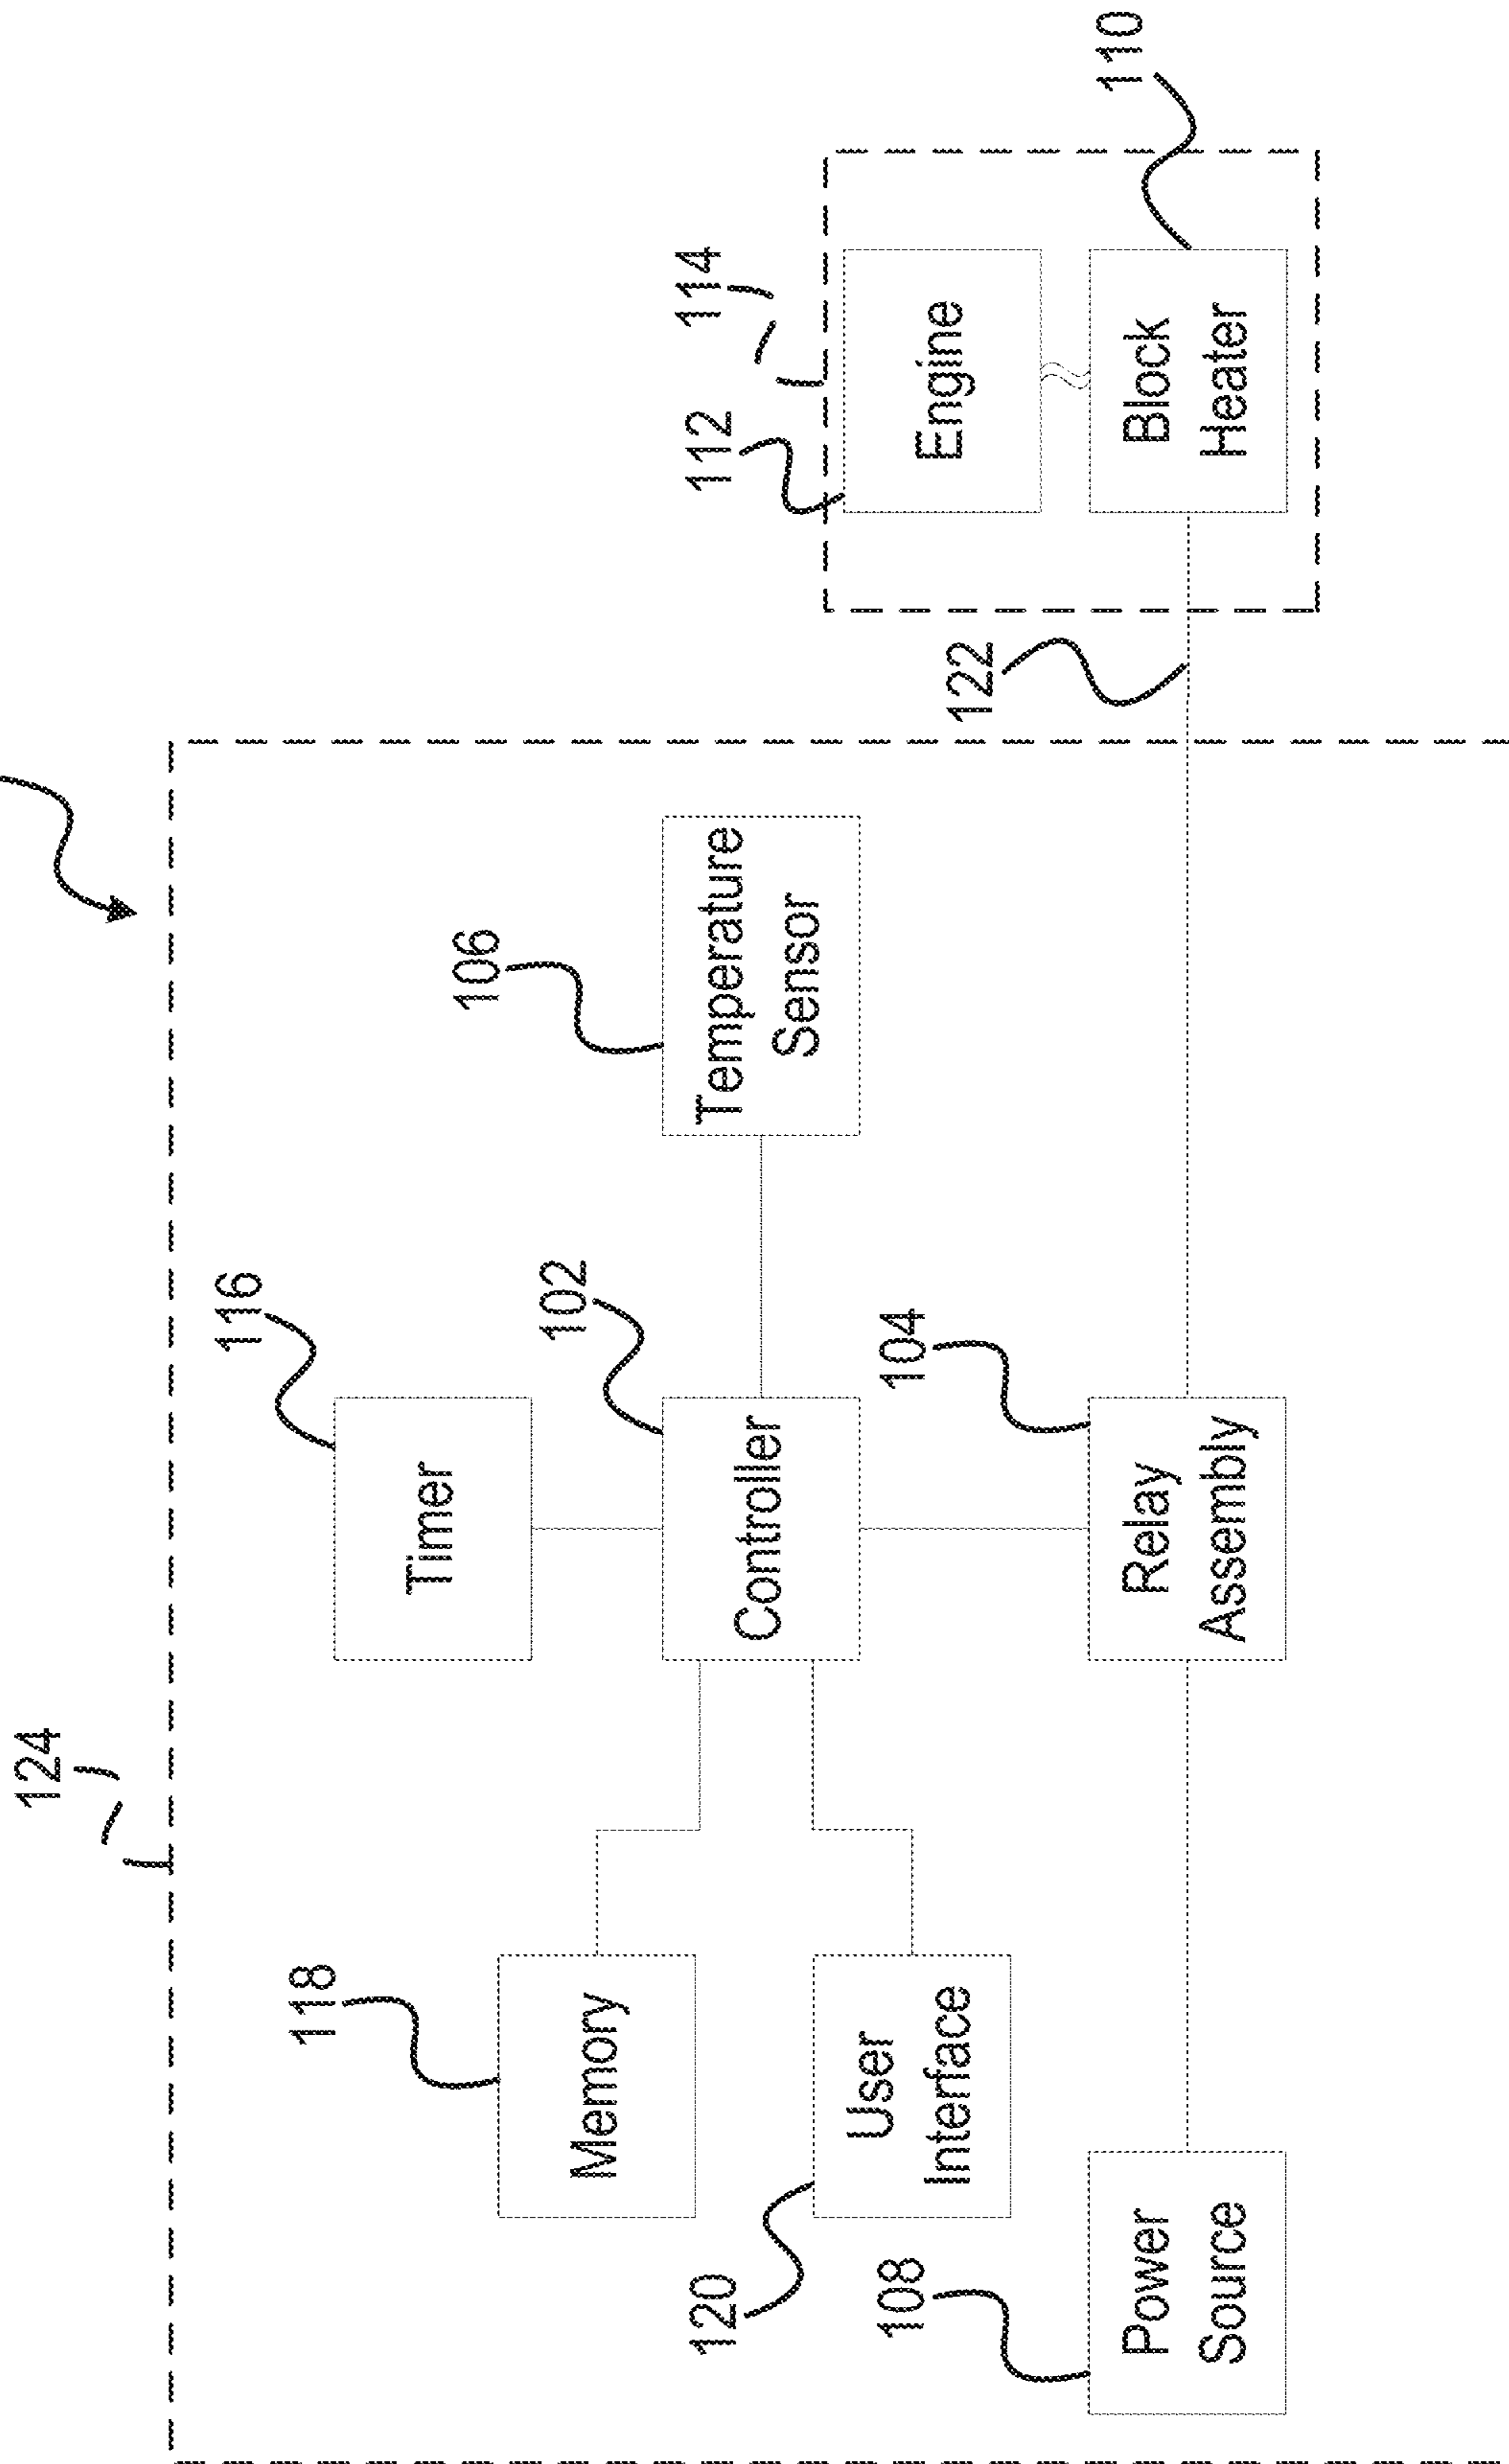 124
116
118
106
102
Timer
114
112
Memory
Temperature
Sensor
Controller
120
104
110
Engine
User
Interface
122
108
Power
Source
Relay
Assembly
Block
Heater